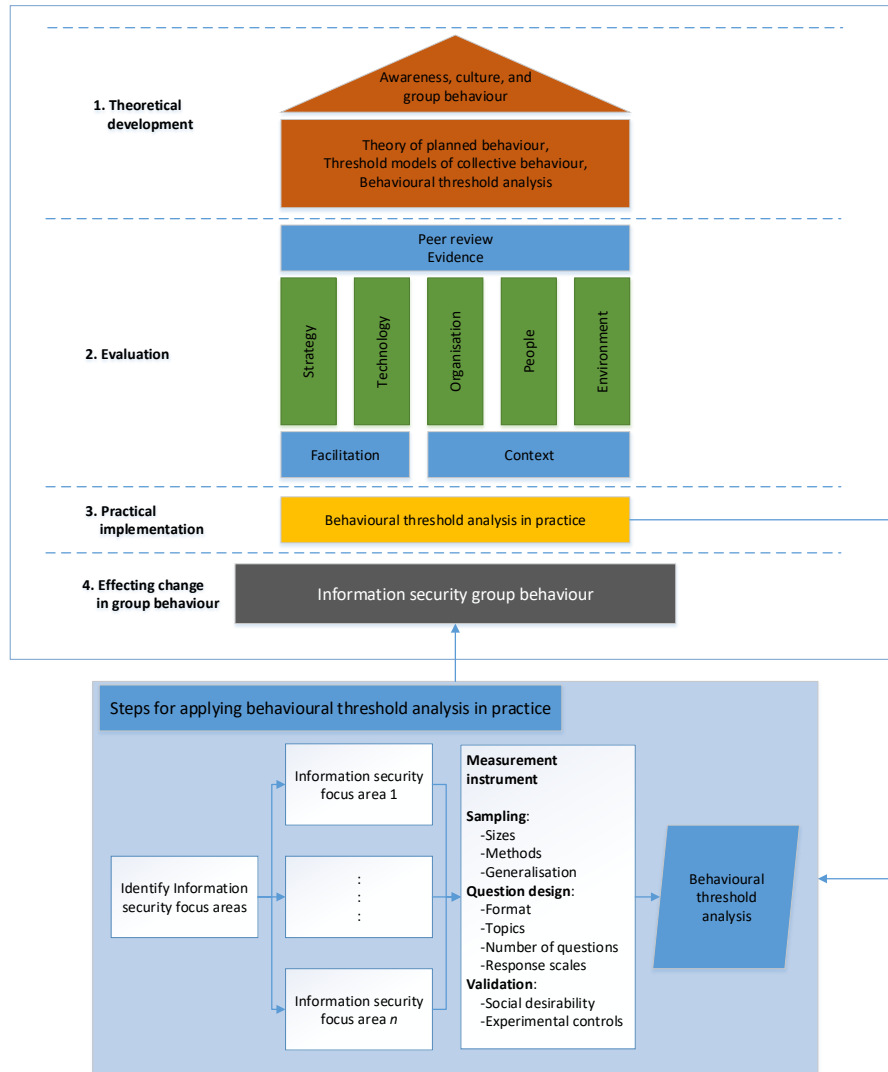 Awareness, culture, and
group behaviour
1. Theoretical
development
Theory of planned behaviour,
Threshold models of collective behaviour,
Behavioural threshold analysis
Peer review
Evidence
2. Evaluation
Strategy
Technology
Organisation
People
Environment
Facilitation
Context
3. Practical
implementation
Behavioural threshold analysis in practice
4. Effecting change
in group behaviour
Information security group behaviour
Steps for applying behavioural threshold analysis in practice
Identify Information
security focus areas
Information security
focus area 1
:
:
:
Information security
focus area n
Measurement
instrument
Sampling:
-Sizes
-Methods
-Generalisation
Question design:
-Format
-Topics
-Number of questions
-Response scales
Validation:
-Social desirability
-Experimental controls
Behavioural
threshold
analysis